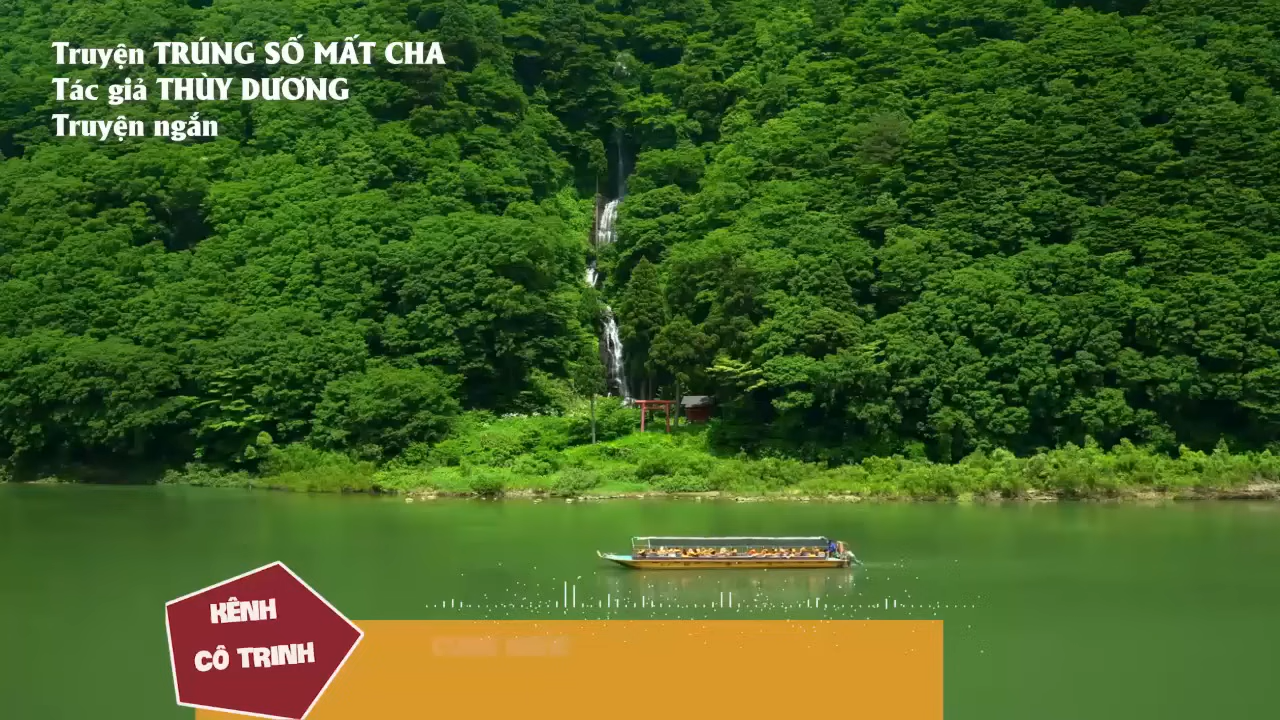 Truyện TRÚNG SỐ MẤT CHA
Tác giả THÙY DƯƠNG
Truyện ngắn
KÊNH
CÔ TRINH